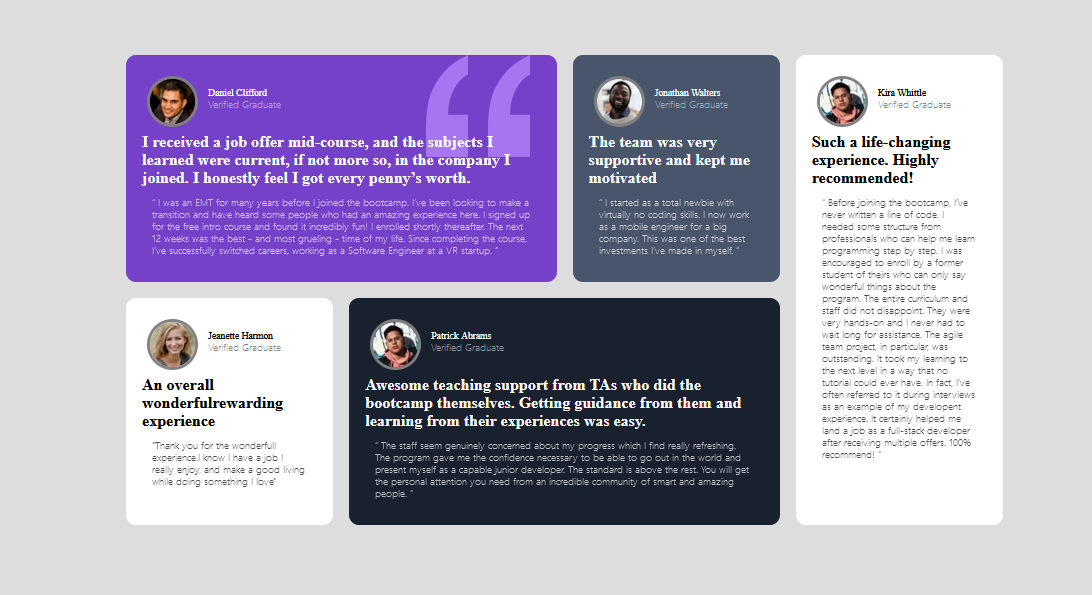 Daniel Clifford
Verified Graduate
I received a job offer mid-course, and the subjects I
learned were current, if not more so, in the company I
joined. I honestly feel I got every penny’s worth.
“ I was an EMT for many years before I joined the bootcamp. I’ve been looking to make a
transition and have heard some people who had an amazing experience here. I signed up
for the free intro course and found it incredibly fun! I enrolled shortly thereafter. The next
12 weeks was the best - and most grueling - time of my life. Since completing the course,
I’ve successfully switched careers, working as a Software Engineer at a VR startup. ”
Jonathan Walters
Verified Graduate
The team was very
supportive and kept me
motivated
“ I started as a total newbie with
virtually no coding skills. I now work
as a mobile engineer for a big
company. This was one of the best
investments I’ve made in myself. ”
Kira Whittle
Verified Graduate
Such a life-changing
experience. Highly
recommended!
“ Before joining the bootcamp, I’ve
never written a line of code. I
needed some structure from
professionals who can help me learn
programming step by step. I was
encouraged to enroll by a former
student of theirs who can only say
wonderful things about the
program. The entire curriculum and
staff did not disappoint. They were
very hands-on and I never had to
wait long for assistance. The agile
team project, in particular, was
outstanding. It took my learning to
the next level in a way that no
tutorial could ever have. In fact, I’ve
often referred to it during interviews
as an example of my developent
experience. It certainly helped me
land a job as a full-stack developer
after receiving multiple offers. 100%
recommend! ”
Jeanette Harmon
Verified Graduate
An overall
wonderfulrewarding
experience
"Thank you for the wonderfull
experience.I know I have a job I
really enjoy, and make a good living
while doing something I love"
Patrick Abrams
Verified Graduate
Awesome teaching support from TAs who did the
bootcamp themselves. Getting guidance from them and
learning from their experiences was easy.
“ The staff seem genuinely concerned about my progress which I find really refreshing.
The program gave me the confidence necessary to be able to go out in the world and
present myself as a capable junior developer. The standard is above the rest. You will get
the personal attention you need from an incredible community of smart and amazing
people. ”